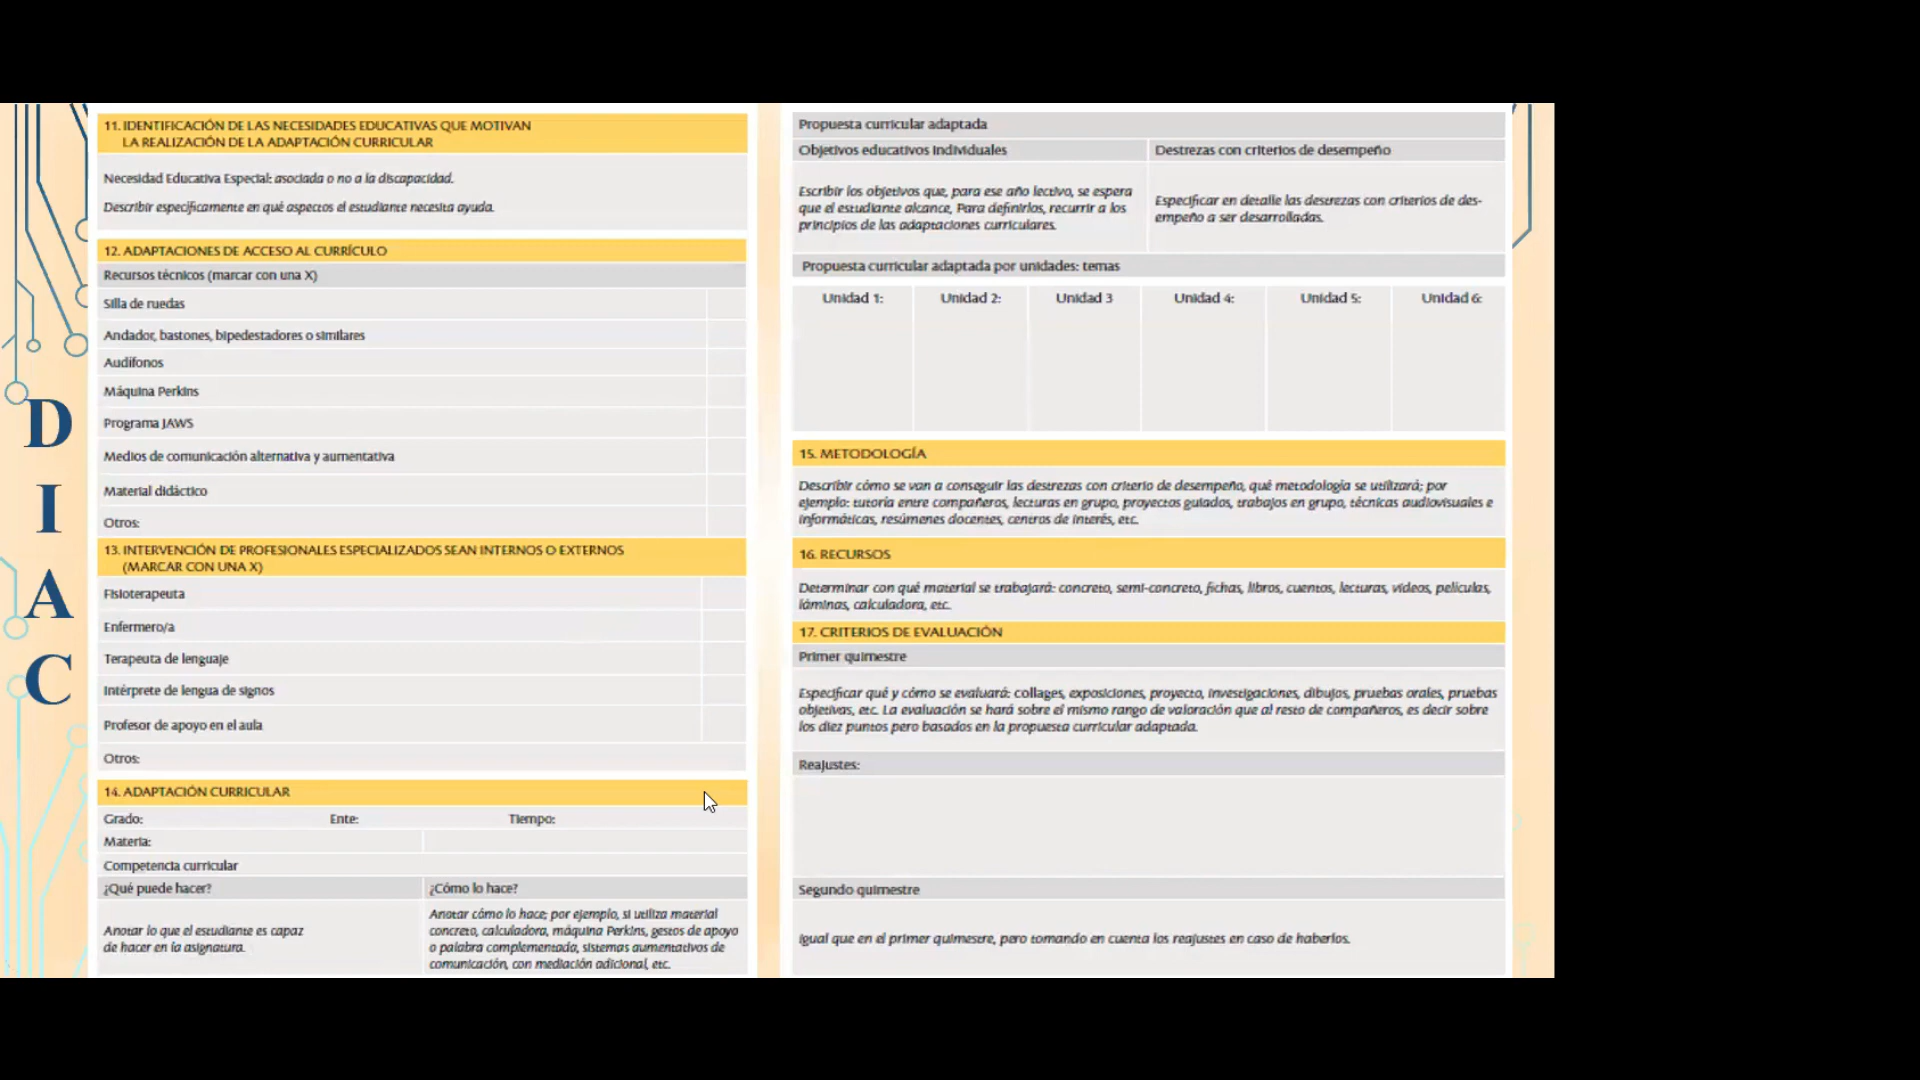 D
I
A
C
11. IDENTIFICACIÓN DE LAS NECESIDADES EDUCATIVAS QUE MOTIVAN
LA REALIZACIÓN DE LA ADAPTACIÓN CURRICULAR
Necesidad Educativa Especial: asociada o no a la discapacidad.
Describir específicamente en qué aspectos el estudiante necesita ayuda.
12. ADAPTACIONES DE ACCESO AL CURRÍCULO
Recursos técnicos (marcar con una X)
Silla de ruedas
Andador, bastones, bipedestadores o similares
Audífonos
Máquina Perkins
Programa JAWS
Medios de comunicación alternativa y aumentativa
Material didáctico
Otros:
13. INTERVENCIÓN DE PROFESIONALES ESPECIALIZADOS SEAN INTERNOS O EXTERNOS
(MARCAR CON UNA X)
Fisioterapeuta
Enfermero/a
Terapeuta de lenguaje
Intérprete de lengua de signos
Profesor de apoyo en el aula
Otros:
14. ADAPTACIÓN CURRICULAR
Grado: Ente: Tiempo:
Materia:
Competencia curricular
¿Qué puede hacer? ¿Cómo lo hace?
Anotar lo que el estudiante es capaz
de hacer en la asignatura.
Anotar cómo lo hace; por ejemplo, si utiliza material
concreto, calculadora, máquina Perkins, gestos de apoyo
o palabra complementada, sistemas aumentativos de
comunicación, con mediación adicional, etc.
Propuesta curricular adaptada
Objetivos educativos individuales Destrezas con criterios de desempeño
Escribir los objetivos que, para ese año lectivo, se espera
que el estudiante alcance, Para definirlos, recurrir a los
principios de las adaptaciones curriculares.
Especificar en detalle las destrezas con criterios de des-
empeño a ser desarrolladas.
Propuesta curricular adaptada por unidades: temas
Unidad 1: Unidad 2: Unidad 3 Unidad 4: Unidad 5: Unidad 6:
15. METODOLOGÍA
Describir cómo se van a conseguir las destrezas con criterio de desempeño, qué metodología se utilizará; por
ejemplo: tutoría entre compañeros, lecturas en grupo, proyectos guiados, trabajos en grupo, técnicas audiovisuales e
informáticas, resúmenes docentes, centros de interés, etc.
16. RECURSOS
Determinar con qué material se trabajará: concreto, semi-concreto, fichas, libros, cuentos, lecturas, videos, películas,
láminas, calculadora, etc.
17. CRITERIOS DE EVALUACIÓN
Primer quimestre
Especificar qué y cómo se evaluará: collages, exposiciones, proyecto, investigaciones, dibujos, pruebas orales, pruebas
objetivas, etc. La evaluación se hará sobre el mismo rango de valoración que al resto de compañeros, es decir sobre
los diez puntos pero basados en la propuesta curricular adaptada.
Reajustes:
Segundo quimestre
Igual que en el primer quimestre, pero tomando en cuenta los reajustes en caso de haberlos.